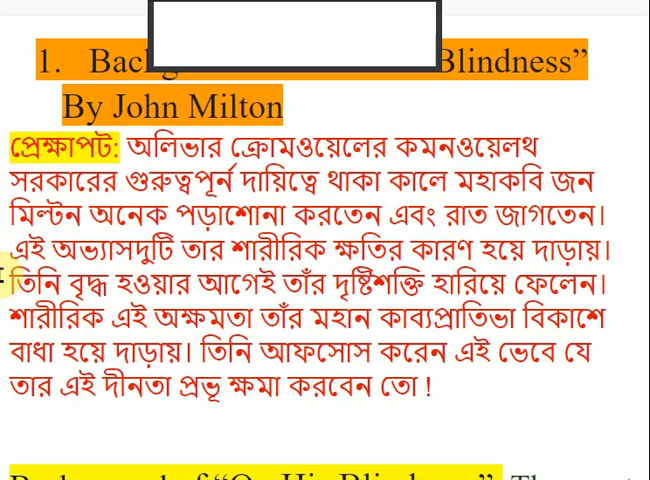 1. Blindness”
By John Milton
প্রেক্ষাপট: অলিভার ক্রোমওয়েলের কমনওয়েলথ
সরকারের গুরুত্বপূর্ন দায়িত্বে থাকা কালে মহাকবি জন
মিল্টন অনেক পড়াশোনা করতেন এবং রাত জাগতেন।
এই অভ্যাসদুটি তার শারীরিক ক্ষতির কারণ হয়ে দাড়ায়।
তিনি বৃদ্ধ হওয়ার আগেই তাঁর দৃষ্টিশক্তি হারিয়ে ফেলেন।
শারীরিক এই অক্ষমতা তাঁর মহান কাব্যপ্রাতিভা বিকাশে
বাধা হয়ে দাড়ায়। তিনি আফসোস করেন এই ভেবে যে
তার এই দীনতা প্রভূ ক্ষমা করবেন তো !